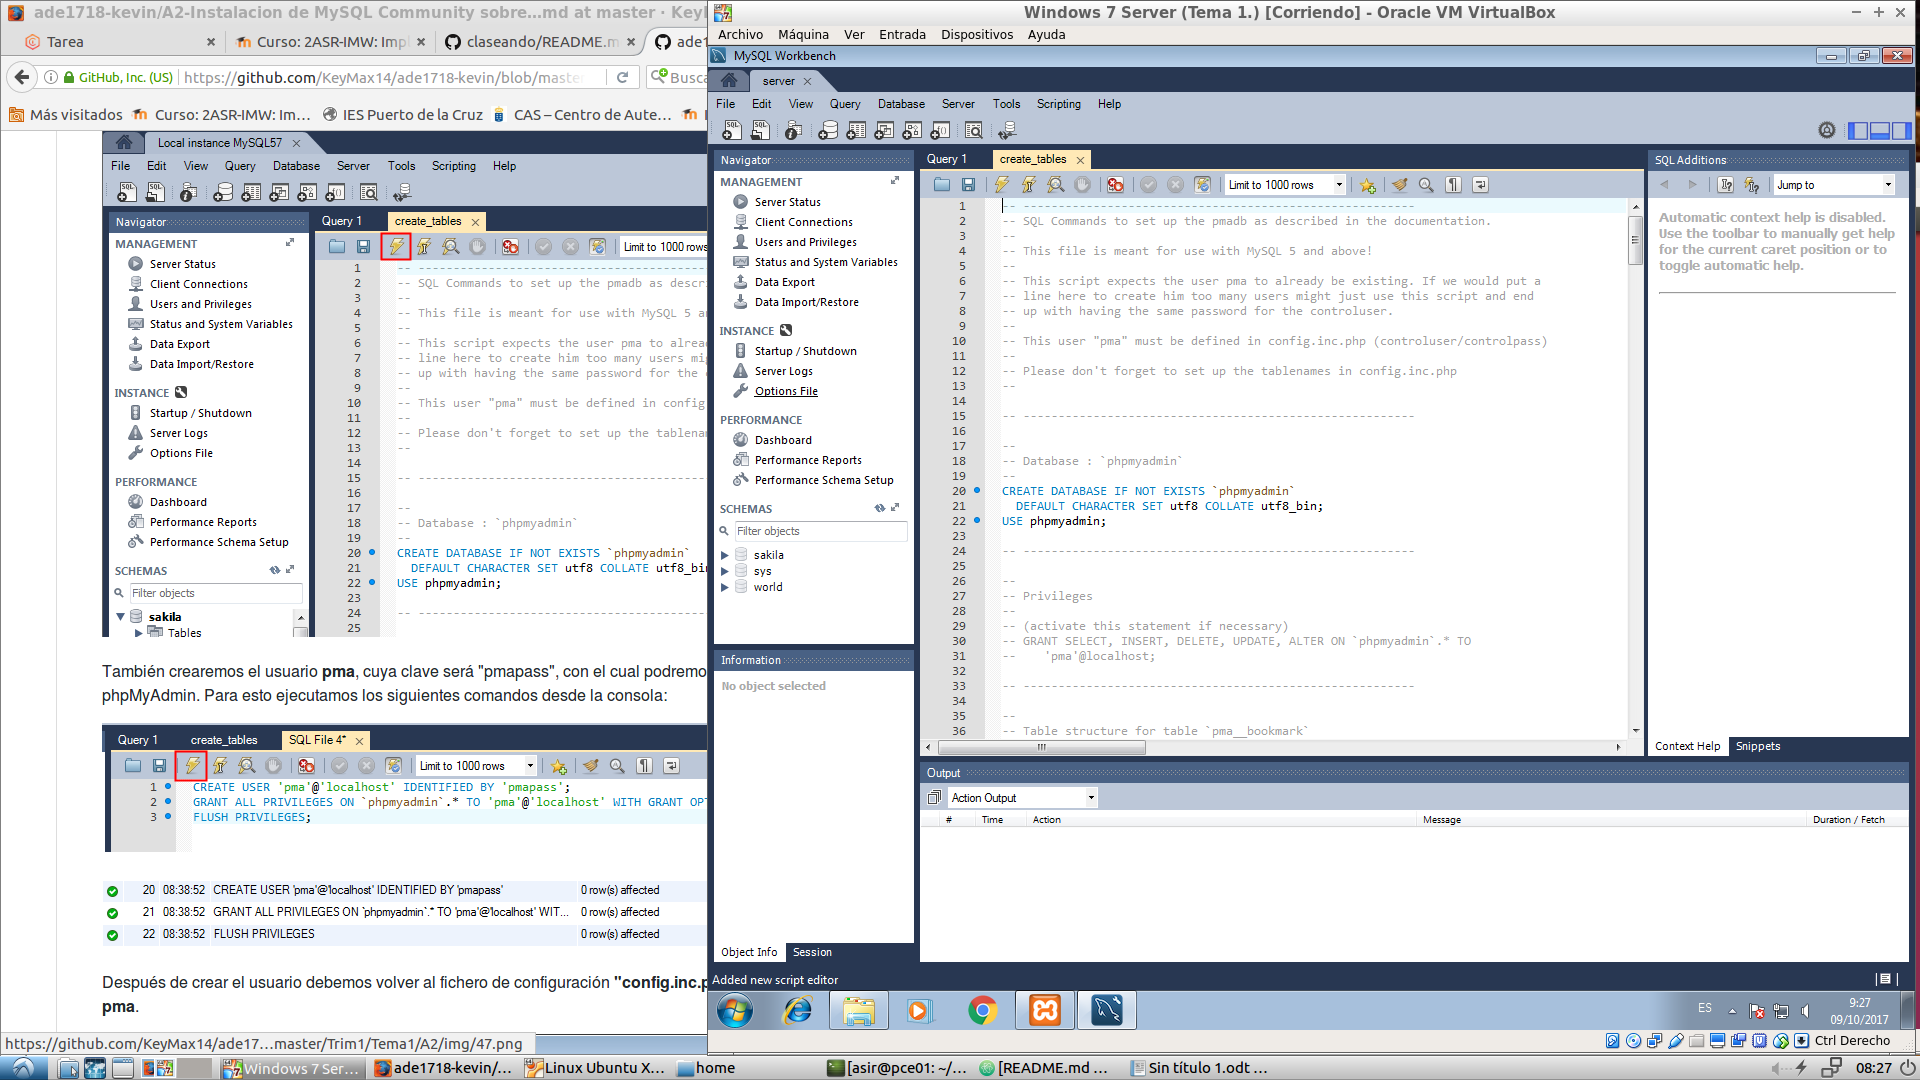 ade1718-kevin/A2-Instalacion de MySQL Community sobre...md at master · Key
Tarea
Curso: 2ASR-IMW: Impl
claseando/README.m
ade1
GitHub, Inc. (US)
https://github.com/KeyMax14/ade1718-kevin/blob/maste
Busca
Más visitados
Curso: 2ASR-IMW: Im...
IES Puerto de la Cruz
CAS – Centro de Aute...
Local instance MySQL57
File Edit View Query Database Server Tools Scripting Help
Navigator
MANAGEMENT
Server Status
Client Connections
Users and Privileges
Status and System Variables
Data Export
Data Import/Restore
INSTANCE
Startup / Shutdown
Server Logs
Options File
PERFORMANCE
Dashboard
Performance Reports
Performance Schema Setup
SCHEMAS
Filter objects
sakila
Tables
Query 1
create_tables
Limit to 1000 rows
1 -- ----------------------------------------
2 -- SQL Commands to set up the pmadb as descri
3 --
4 -- This file is meant for use with MySQL 5 an
5 --
6 -- This script expects the user pma to alread
7 -- line here to create him too many users mig
8 -- up with having the same password for the c
9 --
10 -- This user "pma" must be defined in config.
11 --
12 -- Please don't forget to set up the tablenam
13 --
14
15 -- ----------------------------------------
16
17 --
18 -- Database : `phpmyadmin`
19 --
20 CREATE DATABASE IF NOT EXISTS `phpmyadmin`
21 DEFAULT CHARACTER SET utf8 COLLATE utf8_bin
22 USE phpmyadmin;
23
24 -- ----------------------------------------
25
También crearemos el usuario pma, cuya clave será "pmapass", con el cual podremo
phpMyAdmin. Para esto ejecutamos los siguientes comandos desde la consola:
Query 1 create_tables SQL File 4*
Limit to 1000 rows
1 CREATE USER 'pma'@'localhost' IDENTIFIED BY 'pmapass';
2 GRANT ALL PRIVILEGES ON `phpmyadmin`.* TO 'pma'@'localhost' WITH GRANT OPT
3 FLUSH PRIVILEGES;
20 08:38:52 CREATE USER 'pma'@'localhost' IDENTIFIED BY 'pmapass' 0 row(s) affected
21 08:38:52 GRANT ALL PRIVILEGES ON `phpmyadmin`.* TO 'pma'@'localhost' WIT... 0 row(s) affected
22 08:38:52 FLUSH PRIVILEGES 0 row(s) affected
Después de crear el usuario debemos volver al fichero de configuración "config.inc.p
pma.
https://github.com/KeyMax14/ade17...master/Trim1/Tema1/A2/img/47.png
Windows 7 Server (Tema 1.) [Corriendo] - Oracle VM VirtualBox
Archivo Máquina Ver Entrada Dispositivos Ayuda
MySQL Workbench
server
File Edit View Query Database Server Tools Scripting Help
Navigator
MANAGEMENT
Server Status
Client Connections
Users and Privileges
Status and System Variables
Data Export
Data Import/Restore
INSTANCE
Startup / Shutdown
Server Logs
Options File
PERFORMANCE
Dashboard
Performance Reports
Performance Schema Setup
SCHEMAS
Filter objects
sakila
sys
world
Information
No object selected
Object Info Session
Query 1 create_tables
Limit to 1000 rows
1 -- --------------------------------------------------------
2 -- SQL Commands to set up the pmadb as described in the documentation.
3 --
4 -- This file is meant for use with MySQL 5 and above!
5 --
6 -- This script expects the user pma to already be existing. If we would put a
7 -- line here to create him too many users might just use this script and end
8 -- up with having the same password for the controluser.
9 --
10 -- This user "pma" must be defined in config.inc.php (controluser/controlpass)
11 --
12 -- Please don't forget to set up the tablenames in config.inc.php
13 --
14
15 -- --------------------------------------------------------
16
17 --
18 -- Database : `phpmyadmin`
19 --
20 CREATE DATABASE IF NOT EXISTS `phpmyadmin`
21 DEFAULT CHARACTER SET utf8 COLLATE utf8_bin;
22 USE phpmyadmin;
23
24 -- --------------------------------------------------------
25
26 --
27 -- Privileges
28 --
29 -- (activate this statement if necessary)
30 -- GRANT SELECT, INSERT, DELETE, UPDATE, ALTER ON `phpmyadmin`.* TO
31 -- 'pma'@localhost;
32
33 -- --------------------------------------------------------
34
35 --
36 -- Table structure for table `pma__bookmark`
SQL Additions
Jump to
Automatic context help is disabled.
Use the toolbar to manually get help
for the current caret position or to
toggle automatic help.
Context Help Snippets
Output
Action Output
# Time Action Message Duration / Fetch
Added new script editor
ES
9:27
09/10/2017
Ctrl Derecho
Windows 7 Ser...
ade1718-kevin/...
Linux Ubuntu X...
home
[asir@pce01: ~/...
[README.md ...
Sin título 1.odt ...
08:27